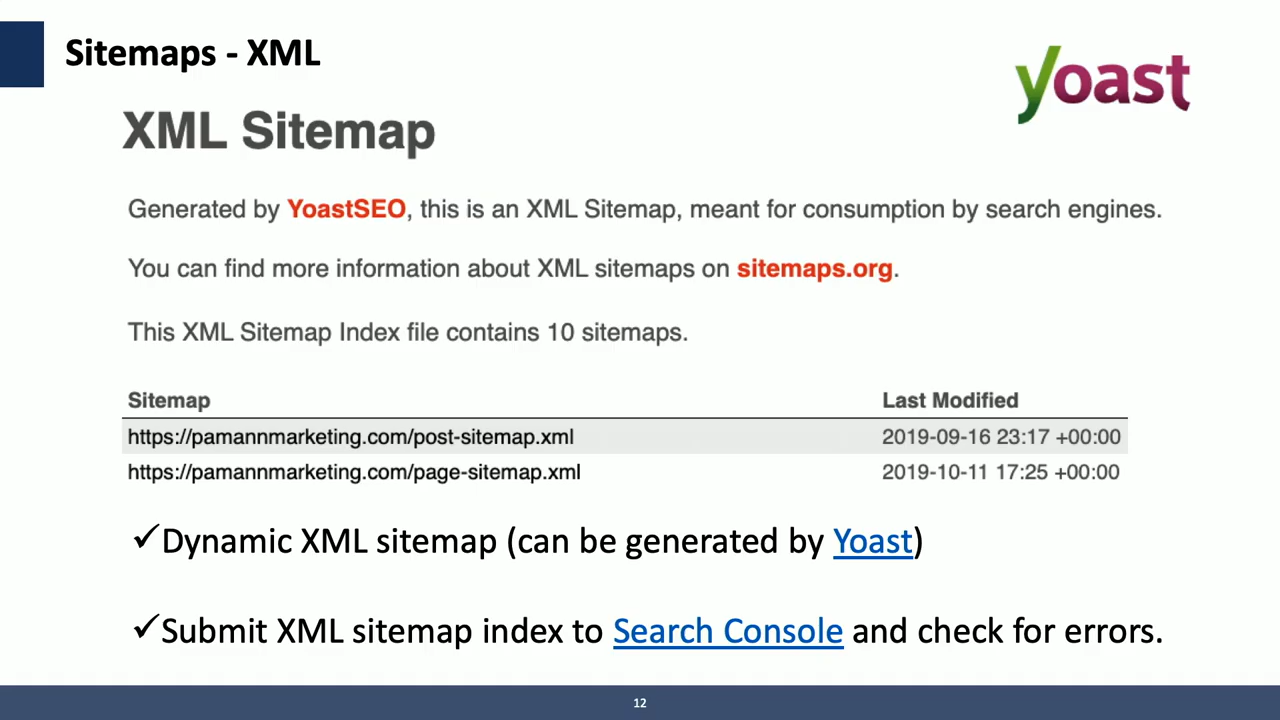 Sitemaps - XML
yoast
XML Sitemap
Generated by YoastSEO, this is an XML Sitemap, meant for consumption by search engines.
You can find more information about XML sitemaps on sitemaps.org.
This XML Sitemap Index file contains 10 sitemaps.
Sitemap Last Modified
https://pamannmarketing.com/post-sitemap.xml 2019-09-16 23:17 +00:00
https://pamannmarketing.com/page-sitemap.xml 2019-10-11 17:25 +00:00
✓Dynamic XML sitemap (can be generated by Yoast)
✓Submit XML sitemap index to Search Console and check for errors.
12